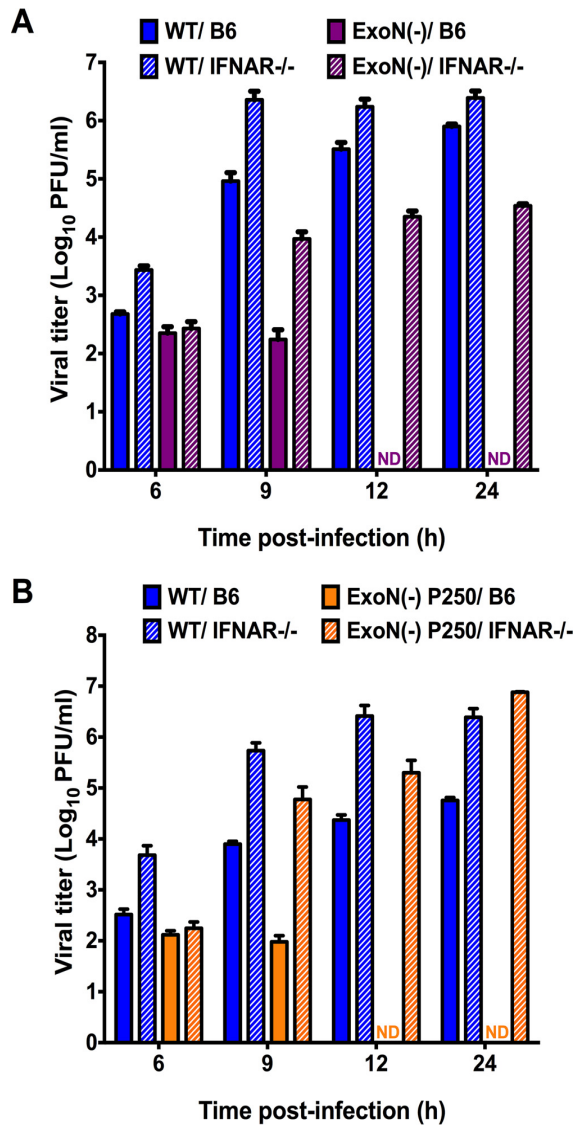 A
WT/ B6 ExoN(-)/ B6
WT/ IFNAR-/- ExoN(-)/ IFNAR-/-
Viral titer (Log10 PFU/ml)
7
6
5
4
3
2
1
0
ND ND
6 9 12 24
Time post-infection (h)
B
WT/ B6 ExoN(-) P250/ B6
WT/ IFNAR-/- ExoN(-) P250/ IFNAR-/-
Viral titer (Log10 PFU/ml)
8
7
6
5
4
3
2
1
0
ND ND
6 9 12 24
Time post-infection (h)